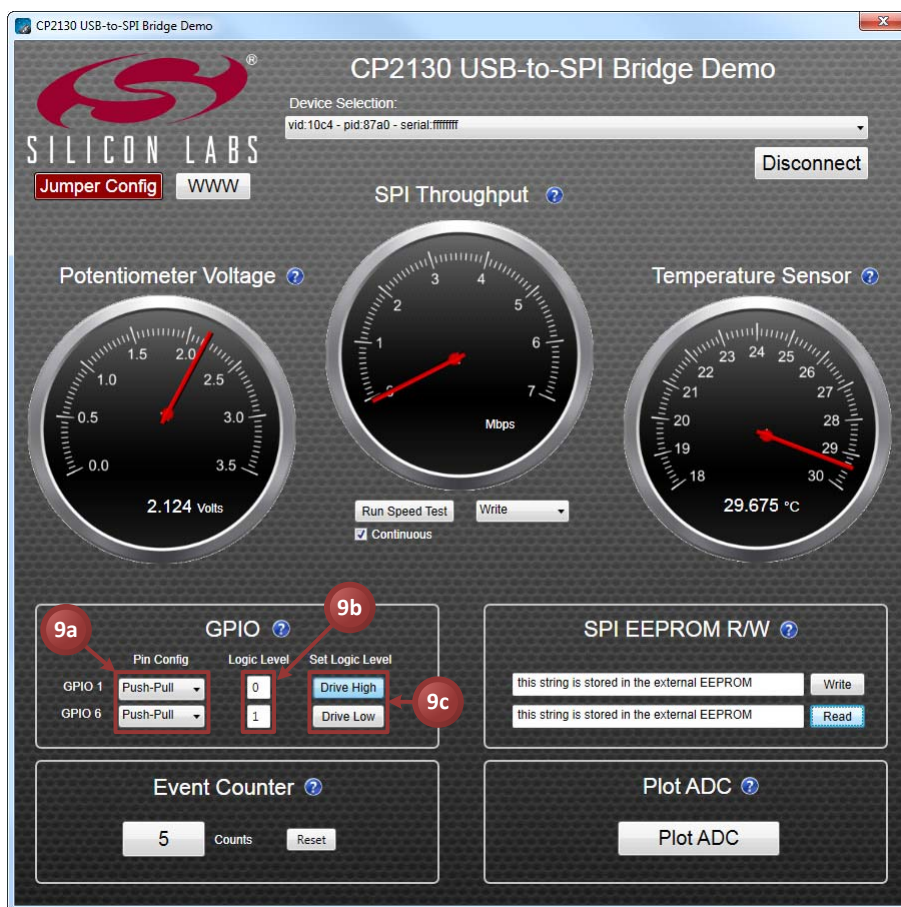 CP2130 USB-to-SPI Bridge Demo
x
CP2130 USB-to-SPI Bridge Demo
®
SILICON LABS
Device Selection:
vid:10c4 - pid:87a0 - serial:ffffffff
Disconnect
Jumper Config WWW
SPI Throughput ?
0 1 2 3 4 5 6 7
Mbps
Potentiometer Voltage ?
0.0 0.5 1.0 1.5 2.0 2.5 3.0 3.5
2.124 Volts
Temperature Sensor ?
18 19 20 21 22 23 24 25 26 27 28 29 30
29.675 °C
Run Speed Test Write
Continuous
9a
9b
9c
GPIO ?
Pin Config Logic Level Set Logic Level
GPIO 1 Push-Pull 0 Drive High
GPIO 6 Push-Pull 1 Drive Low
SPI EEPROM R/W ?
this string is stored in the external EEPROM Write
this string is stored in the external EEPROM Read
Event Counter ?
5 Counts Reset
Plot ADC ?
Plot ADC